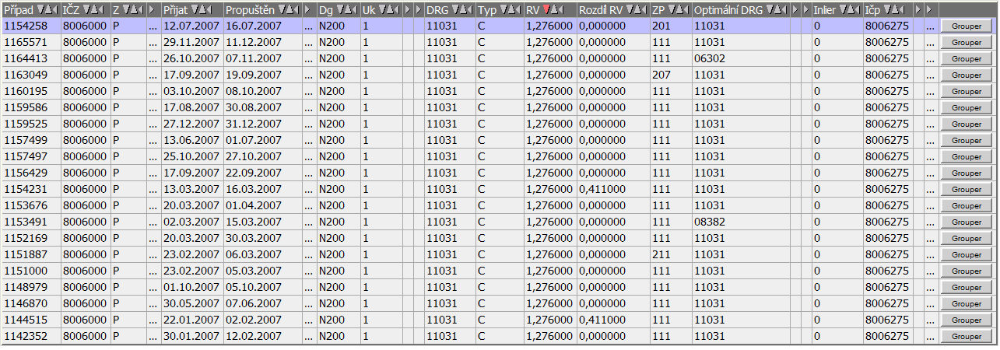 Případ IČZ Z Přijat Propuštěn Dg Uk DRG Typ RV Rozdíl RV ZP Optimální DRG Inlier Ičp
1154258 8006000 P ... 12.07.2007 16.07.2007 ... N200 1 11031 C 1,276000 0,000000 201 11031 0 8006275 ... Grouper
1165571 8006000 P ... 29.11.2007 11.12.2007 ... N200 1 11031 C 1,276000 0,000000 111 11031 0 8006275 ... Grouper
1164413 8006000 P ... 26.10.2007 07.11.2007 ... N200 1 11031 C 1,276000 0,000000 111 06302 0 8006275 ... Grouper
1163049 8006000 P ... 17.09.2007 19.09.2007 ... N200 1 11031 C 1,276000 0,000000 207 11031 0 8006275 ... Grouper
1160195 8006000 P ... 03.10.2007 08.10.2007 ... N200 1 11031 C 1,276000 0,000000 111 11031 0 8006275 ... Grouper
1159586 8006000 P ... 17.08.2007 30.08.2007 ... N200 1 11031 C 1,276000 0,000000 111 11031 0 8006275 ... Grouper
1159525 8006000 P ... 27.12.2007 31.12.2007 ... N200 1 11031 C 1,276000 0,000000 111 11031 0 8006275 ... Grouper
1157499 8006000 P ... 13.06.2007 01.07.2007 ... N200 1 11031 C 1,276000 0,000000 111 11031 0 8006275 ... Grouper
1157497 8006000 P ... 25.10.2007 27.10.2007 ... N200 1 11031 C 1,276000 0,000000 111 11031 0 8006275 ... Grouper
1156429 8006000 P ... 17.09.2007 22.09.2007 ... N200 1 11031 C 1,276000 0,000000 111 11031 0 8006275 ... Grouper
1154231 8006000 P ... 13.03.2007 16.03.2007 ... N200 1 11031 C 1,276000 0,411000 111 11031 0 8006275 ... Grouper
1153676 8006000 P ... 20.03.2007 01.04.2007 ... N200 1 11031 C 1,276000 0,000000 111 11031 0 8006275 ... Grouper
1153491 8006000 P ... 02.03.2007 15.03.2007 ... N200 1 11031 C 1,276000 0,000000 111 08382 0 8006275 ... Grouper
1152169 8006000 P ... 20.03.2007 30.03.2007 ... N200 1 11031 C 1,276000 0,000000 111 11031 0 8006275 ... Grouper
1151887 8006000 P ... 23.02.2007 06.03.2007 ... N200 1 11031 C 1,276000 0,000000 211 11031 0 8006275 ... Grouper
1151000 8006000 P ... 23.02.2007 05.03.2007 ... N200 1 11031 C 1,276000 0,000000 111 11031 0 8006275 ... Grouper
1148979 8006000 P ... 01.10.2007 05.10.2007 ... N200 1 11031 C 1,276000 0,000000 111 11031 0 8006275 ... Grouper
1146870 8006000 P ... 30.05.2007 07.06.2007 ... N200 1 11031 C 1,276000 0,000000 111 11031 0 8006275 ... Grouper
1144515 8006000 P ... 22.01.2007 02.02.2007 ... N200 1 11031 C 1,276000 0,411000 111 11031 0 8006275 ... Grouper
1142352 8006000 P ... 30.01.2007 12.02.2007 ... N200 1 11031 C 1,276000 0,000000 111 11031 0 8006275 ... Grouper